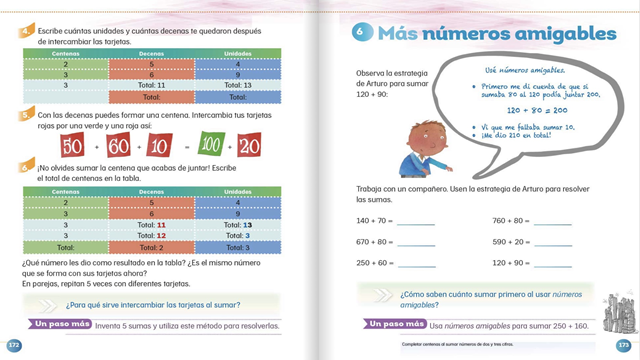 4. Escribe cuántas unidades y cuántas decenas te quedaron después
de intercambiar las tarjetas.
Centenas Decenas Unidades
2 5 4
3 6 9
3 Total: 11 Total: 13
Total: Total:
5. Con las decenas puedes formar una centena. Intercambia tus tarjetas
rojas por una verde y una roja así:
50 + 60 + 10 = 100 + 20
6. ¡No olvides sumar la centena que acabas de juntar! Escribe
el total de centenas en la tabla.
Centenas Decenas Unidades
2 5 4
3 6 9
3 Total: 11 Total: 13
3 Total: 12 Total: 3
Total: Total: 2 Total: 3
¿Qué número les dio como resultado en la tabla? ¿Es el mismo número
que se forma con sus tarjetas ahora?
En parejas, repitan 5 veces con diferentes tarjetas.
¿Para qué sirve intercambiar las tarjetas al sumar?
Un paso más Inventa 5 sumas y utiliza este método para resolverlas.
172
6 Más números amigables
Observa la estrategia
de Arturo para sumar
120 + 90:
Usé números amigables.
• Primero me di cuenta de que si
sumaba 80 al 120 podía juntar 200.
120 + 80 = 200
• Vi que me faltaba sumar 10.
• ¡Me dio 210 en total!
Trabaja con un compañero. Usen la estrategia de Arturo para resolver
las sumas.
140 + 70 = 760 + 80 =
670 + 80 = 590 + 20 =
250 + 60 = 120 + 90 =
¿Cómo saben cuánto sumar primero al usar números
amigables?
Un paso más Usa números amigables para sumar 250 + 160.
Completar centenas al sumar números de dos y tres cifras.
173